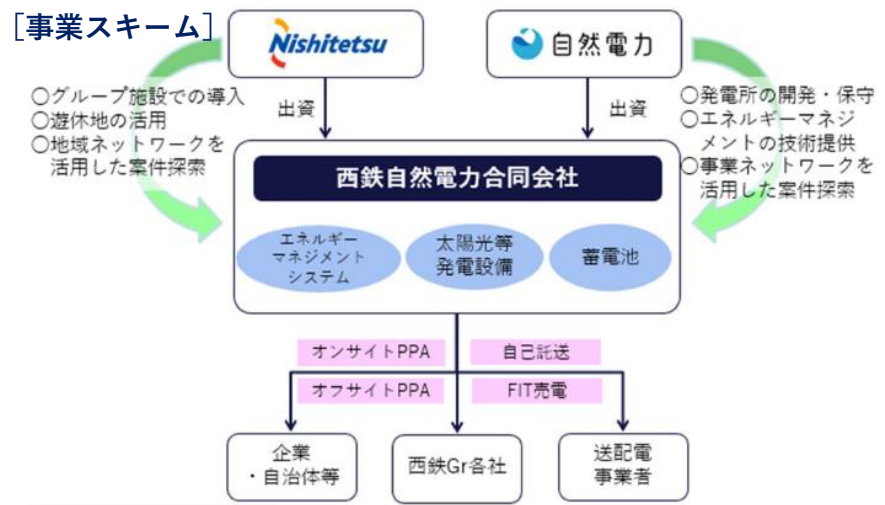 [事業スキーム]
Nishitetsu
自然電力
○グループ施設での導入
○遊休地の活用
○地域ネットワークを
活用した案件探索
出資
出資
○発電所の開発・保守
○エネルギーマネジ
メントの技術提供
○事業ネットワークを
活用した案件探索
西鉄自然電力合同会社
エネルギー
マネジメント
システム
太陽光等
発電設備
蓄電池
オンサイトPPA
自己託送
オフサイトPPA
FIT売電
企業
・自治体等
西鉄Gr各社
送配電
事業者